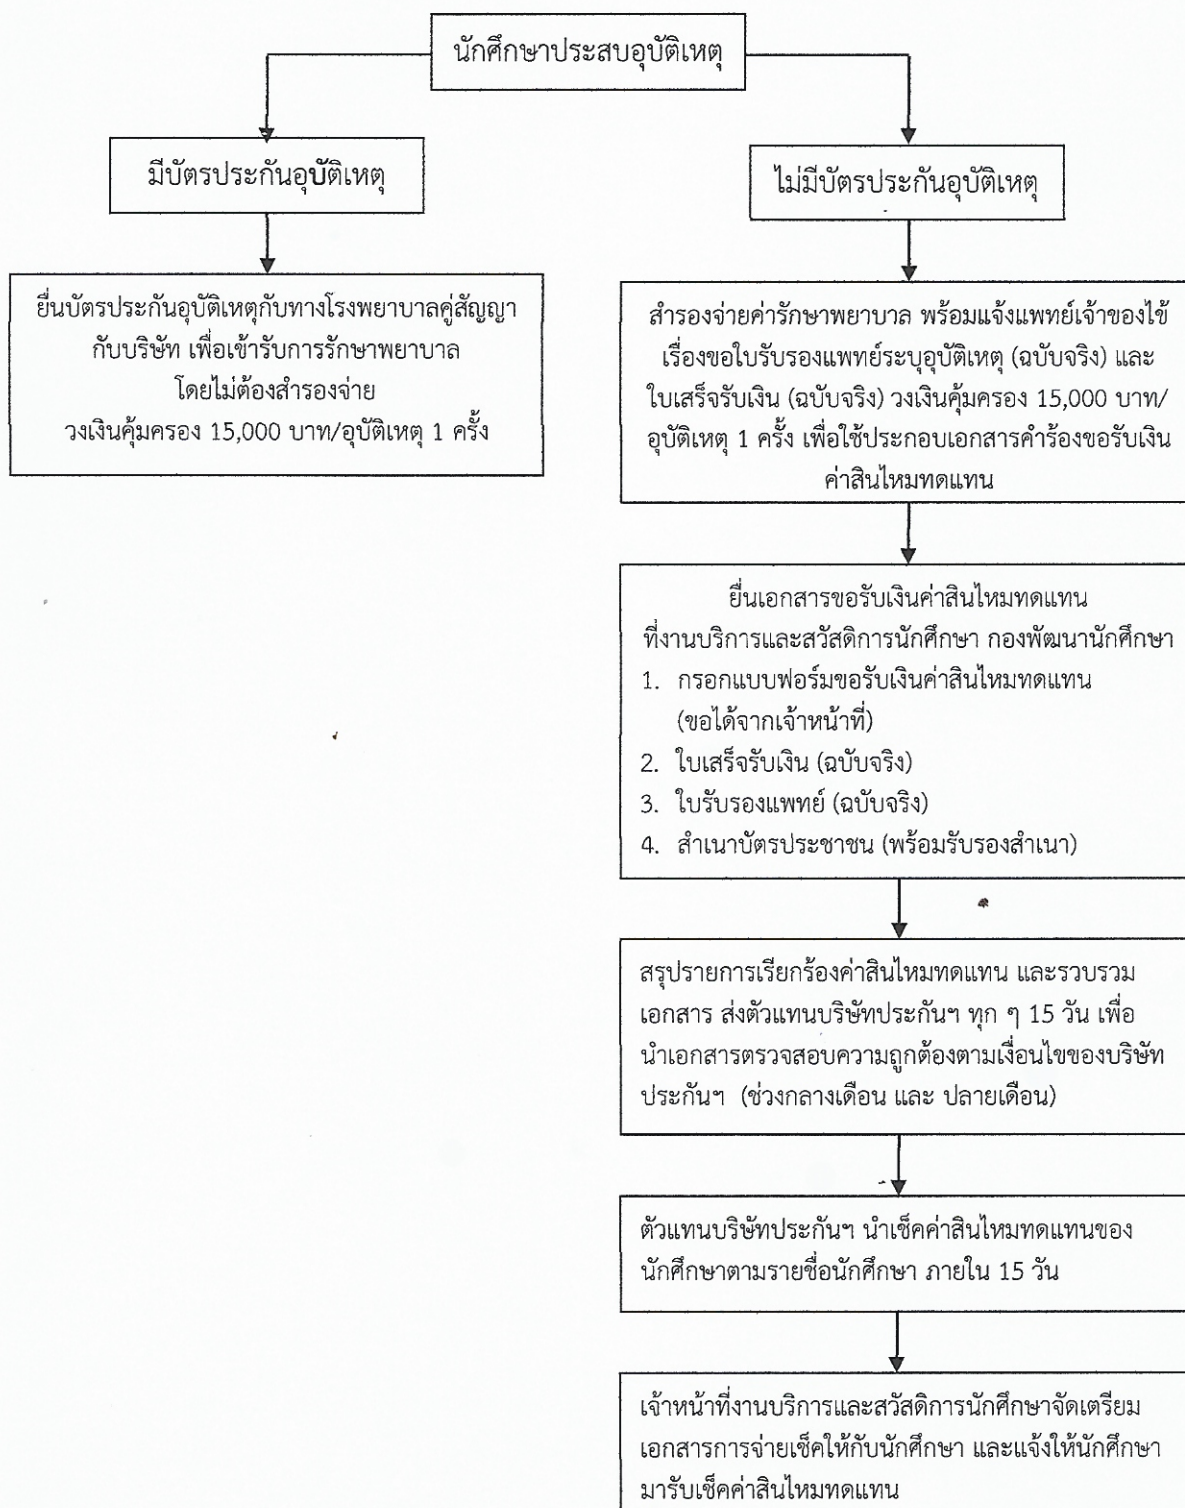 นักศึกษาประสบอุบัติเหตุ
มีบัตรประกันอุบัติเหตุ
ไม่มีบัตรประกันอุบัติเหตุ
ยื่นบัตรประกันอุบัติเหตุกับทางโรงพยาบาลคู่สัญญา
กับบริษัท เพื่อเข้ารับการรักษาพยาบาล
โดยไม่ต้องสำรองจ่าย
วงเงินคุ้มครอง 15,000 บาท/อุบัติเหตุ 1 ครั้ง
สำรองจ่ายค่ารักษาพยาบาล พร้อมแจ้งแพทย์เจ้าของไข้
เรื่องขอใบรับรองแพทย์ระบุอุบัติเหตุ (ฉบับจริง) และ
ใบเสร็จรับเงิน (ฉบับจริง) วงเงินคุ้มครอง 15,000 บาท/
อุบัติเหตุ 1 ครั้ง เพื่อใช้ประกอบเอกสารคำร้องขอรับเงิน
ค่าสินไหมทดแทน
ยื่นเอกสารขอรับเงินค่าสินไหมทดแทน
ที่งานบริการและสวัสดิการนักศึกษา กองพัฒนานักศึกษา
1. กรอกแบบฟอร์มขอรับเงินค่าสินไหมทดแทน
(ขอได้จากเจ้าหน้าที่)
2. ใบเสร็จรับเงิน (ฉบับจริง)
3. ใบรับรองแพทย์ (ฉบับจริง)
4. สำเนาบัตรประชาชน (พร้อมรับรองสำเนา)
สรุปรายการเรียกร้องค่าสินไหมทดแทน และรวบรวม
เอกสาร ส่งตัวแทนบริษัทประกันฯ ทุก ๆ 15 วัน เพื่อ
นำเอกสารตรวจสอบความถูกต้องตามเงื่อนไขของบริษัท
ประกันฯ (ช่วงกลางเดือน และ ปลายเดือน)
ตัวแทนบริษัทประกันฯ นำเช็คค่าสินไหมทดแทนของ
นักศึกษาตามรายชื่อนักศึกษา ภายใน 15 วัน
เจ้าหน้าที่งานบริการและสวัสดิการนักศึกษาจัดเตรียม
เอกสารการจ่ายเช็คให้กับนักศึกษา และแจ้งให้นักศึกษา
มารับเช็คค่าสินไหมทดแทน